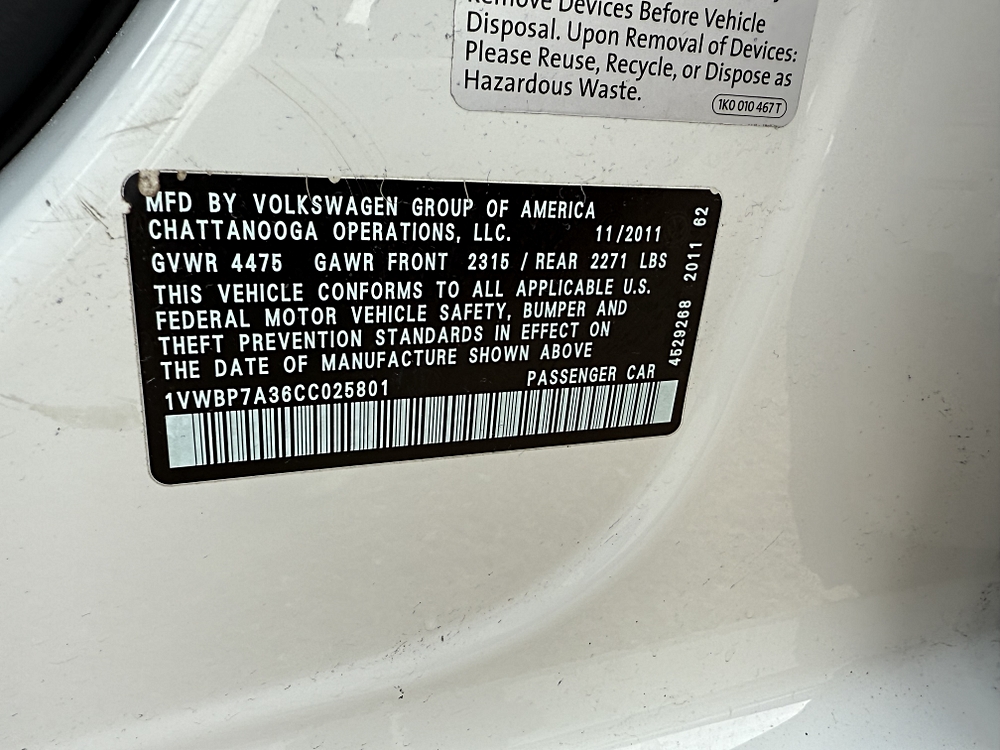 Remove Devices Before Vehicle
Disposal. Upon Removal of Devices:
Please Reuse, Recycle, or Dispose as
Hazardous Waste.
1K0 010 467 T
MFD BY VOLKSWAGEN GROUP OF AMERICA
CHATTANOOGA OPERATIONS, LLC. 11/2011
GVWR 4475 GAWR FRONT 2315 / REAR 2271 LBS
THIS VEHICLE CONFORMS TO ALL APPLICABLE U.S.
FEDERAL MOTOR VEHICLE SAFETY, BUMPER AND
THEFT PREVENTION STANDARDS IN EFFECT ON
THE DATE OF MANUFACTURE SHOWN ABOVE
1VWBP7A36CC025801 PASSENGER CAR
4529268 2011 62